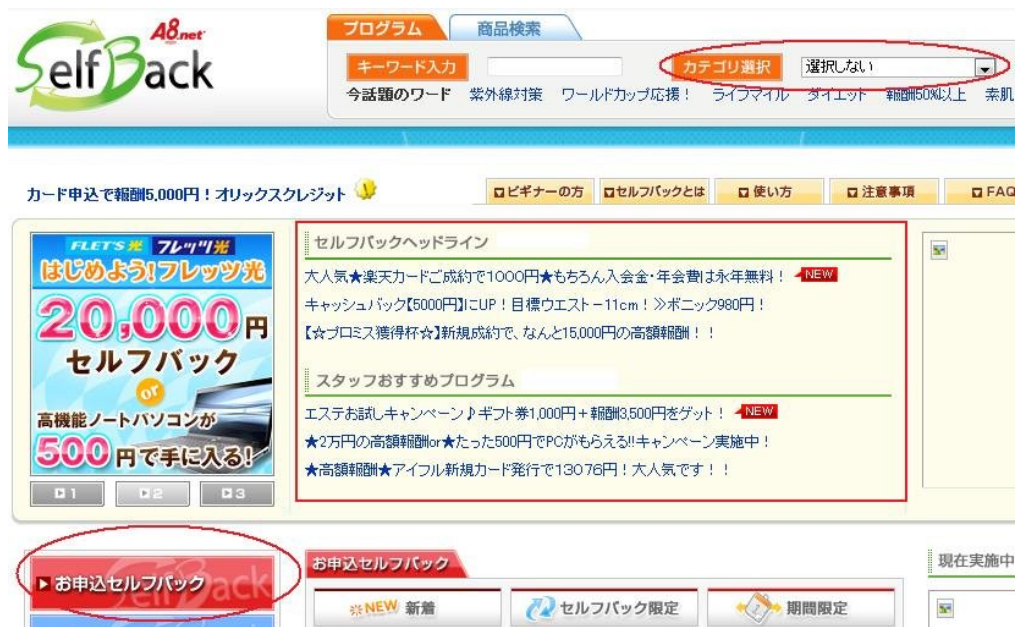 A8.net
SelfBack
プログラム 商品検索
キーワード入力 カテゴリ選択 選択しない
今話題のワード 紫外線対策 ワールドカップ応援！ ライフマイル ダイエット 報酬50%以上 素肌
カード申込で報酬5,000円！オリックスクレジット
ビギナーの方 セルフバックとは 使い方 注意事項 FAQ
FLET'S光 フレッツ光
はじめよう!フレッツ光
20,000円
セルフバック
or
高機能ノートパソコンが
500円で手に入る!
1 2 3
セルフバックヘッドライン
大人気★楽天カードご成約で1000円★もちろん入会金・年会費は永年無料！ NEW
キャッシュバック【5000円】にUP！目標ウエスト－11cm！≫ボニック980円！
【☆プロミス獲得杯☆】新規成約で、なんと15,000円の高額報酬！！
スタッフおすすめプログラム
エステお試しキャンペーン♪ギフト券1,000円＋報酬3,500円をゲット！ NEW
★2万円の高額報酬or★たった500円でPCがもらえる!!キャンペーン実施中！
★高額報酬★アイフル新規カード発行で13076円！大人気です！！
お申込セルフバック
お申込セルフバック
NEW 新着 セルフバック限定 期間限定
現在実施中